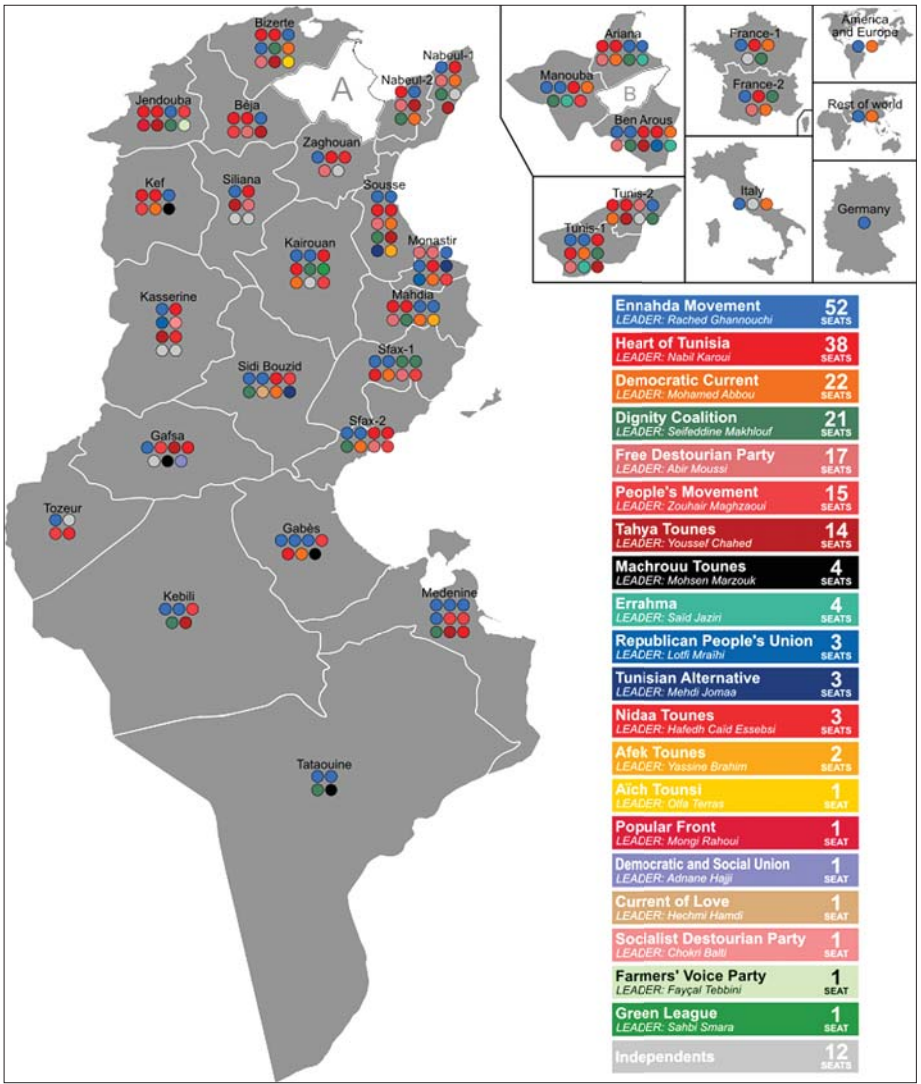 Bizerte
Nabeul-1
Nabeul-2
A
Jendouba
Bèja
Zaghouan
Kef
Siliana
Sousse
Kairouan
Monastir
Kasserine
Mahdia
Sidi Bouzid
Sfax-1
Sfax-2
Gafsa
Tozeur
Gabès
Kebili
Medenine
Tataouine
Ariana
Manouba
B
Ben Arous
Tunis-2
Tunis-1
France-1
France-2
Italy
America
and Europe
Rest of world
Germany
Ennahda Movement 52
LEADER: Rached Ghannouchi SEATS
Heart of Tunisia 38
LEADER: Nabil Karoui SEATS
Democratic Current 22
LEADER: Mohamed Abbou SEATS
Dignity Coalition 21
LEADER: Seifeddine Makhlouf SEATS
Free Destourian Party 17
LEADER: Abir Moussi SEATS
People's Movement 15
LEADER: Zouhair Maghzaoui SEATS
Tahya Tounes 14
LEADER: Youssef Chahed SEATS
Machrouu Tounes 4
LEADER: Mohsen Marzouk SEATS
Errahma 4
LEADER: Saïd Jaziri SEATS
Republican People's Union 3
LEADER: Lotfi Mraïhi SEATS
Tunisian Alternative 3
LEADER: Mehdi Jomaa SEATS
Nidaa Tounes 3
LEADER: Hafedh Caïd Essebsi SEATS
Afek Tounes 2
LEADER: Yassine Brahim SEATS
Aïch Tounsi 1
LEADER: Olfa Terras SEAT
Popular Front 1
LEADER: Mongi Rahoui SEAT
Democratic and Social Union 1
LEADER: Adnane Hajji SEAT
Current of Love 1
LEADER: Hechmi Hamdi SEAT
Socialist Destourian Party 1
LEADER: Chokri Balti SEAT
Farmers' Voice Party 1
LEADER: Fayçal Tebbini SEAT
Green League 1
LEADER: Sahbi Smara SEAT
Independents 12
SEATS